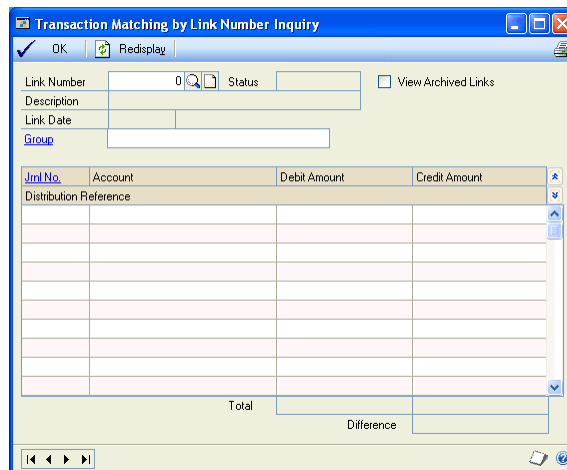 Transaction Matching by Link Number Inquiry
OK Redisplay
Link Number 0 Status View Archived Links
Description
Link Date
Group
Jrnl No. Account Debit Amount Credit Amount
Distribution Reference
Total
Difference